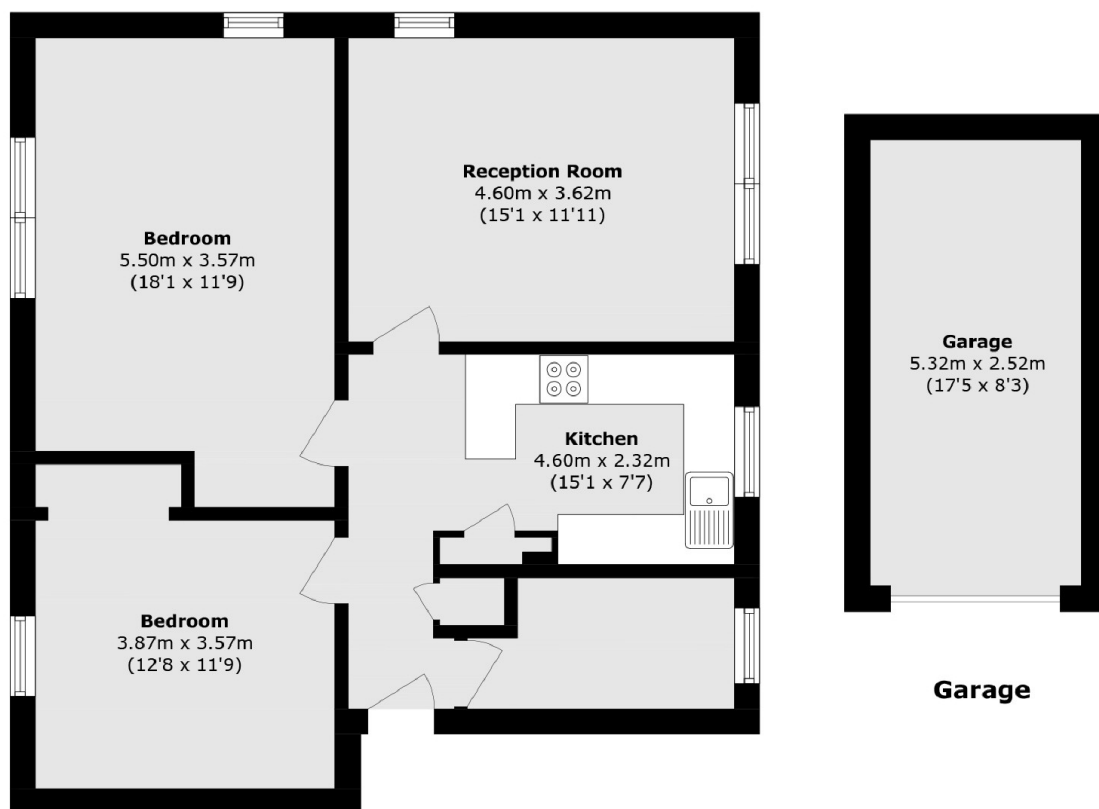 Reception Room
4.60m x 3.62m
(15'1 x 11'11)
Bedroom
5.50m x 3.57m
(18'1 x 11'9)
Kitchen
4.60m x 2.32m
(15'1 x 7'7)
Bedroom
3.87m x 3.57m
(12'8 x 11'9)
Garage
5.32m x 2.52m
(17'5 x 8'3)
Garage